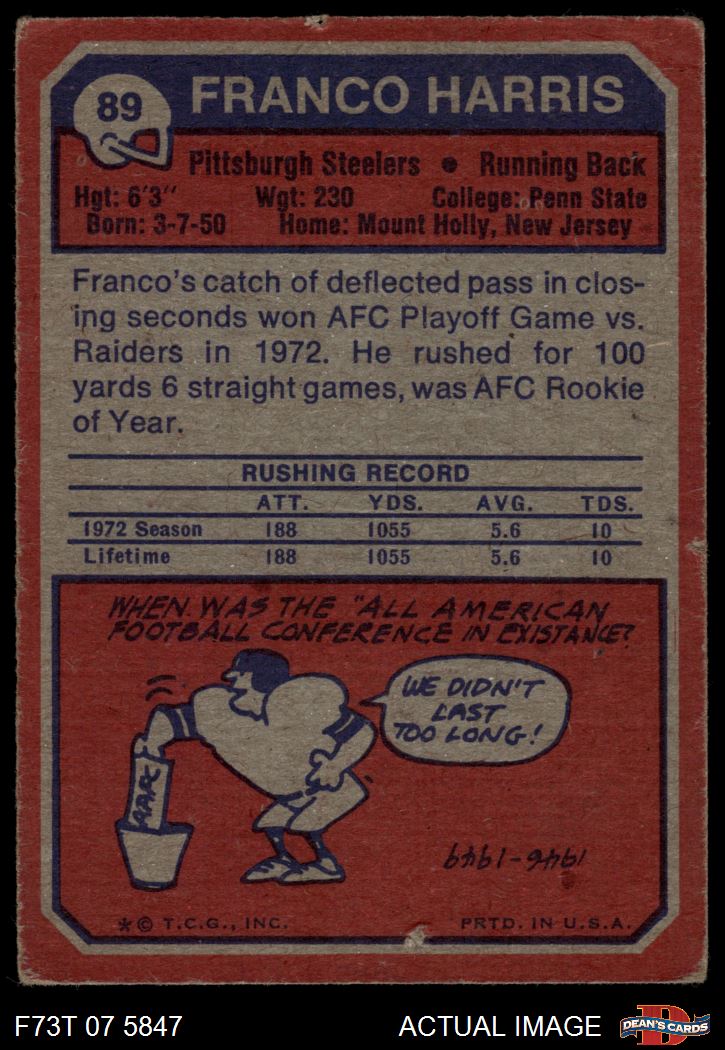 89
FRANCO HARRIS
Pittsburgh Steelers • Running Back
Hgt: 6'3" Wgt: 230 College: Penn State
Born: 3-7-50 Home: Mount Holly, New Jersey
Franco's catch of deflected pass in clos-
ing seconds won AFC Playoff Game vs.
Raiders in 1972. He rushed for 100
yards 6 straight games, was AFC Rookie
of Year.
RUSHING RECORD
ATT. YDS. AVG. TDS.
1972 Season 188 1055 5.6 10
Lifetime 188 1055 5.6 10
WHEN WAS THE "ALL AMERICAN
FOOTBALL CONFERENCE IN EXISTANCE?
WE DIDN'T
LAST
TOO LONG!
AAFC
1946-1949
*© T.C.G., INC. PRTD. IN U.S.A.
F73T 07 5847 ACTUAL IMAGE
D
DEAN'S CARDS